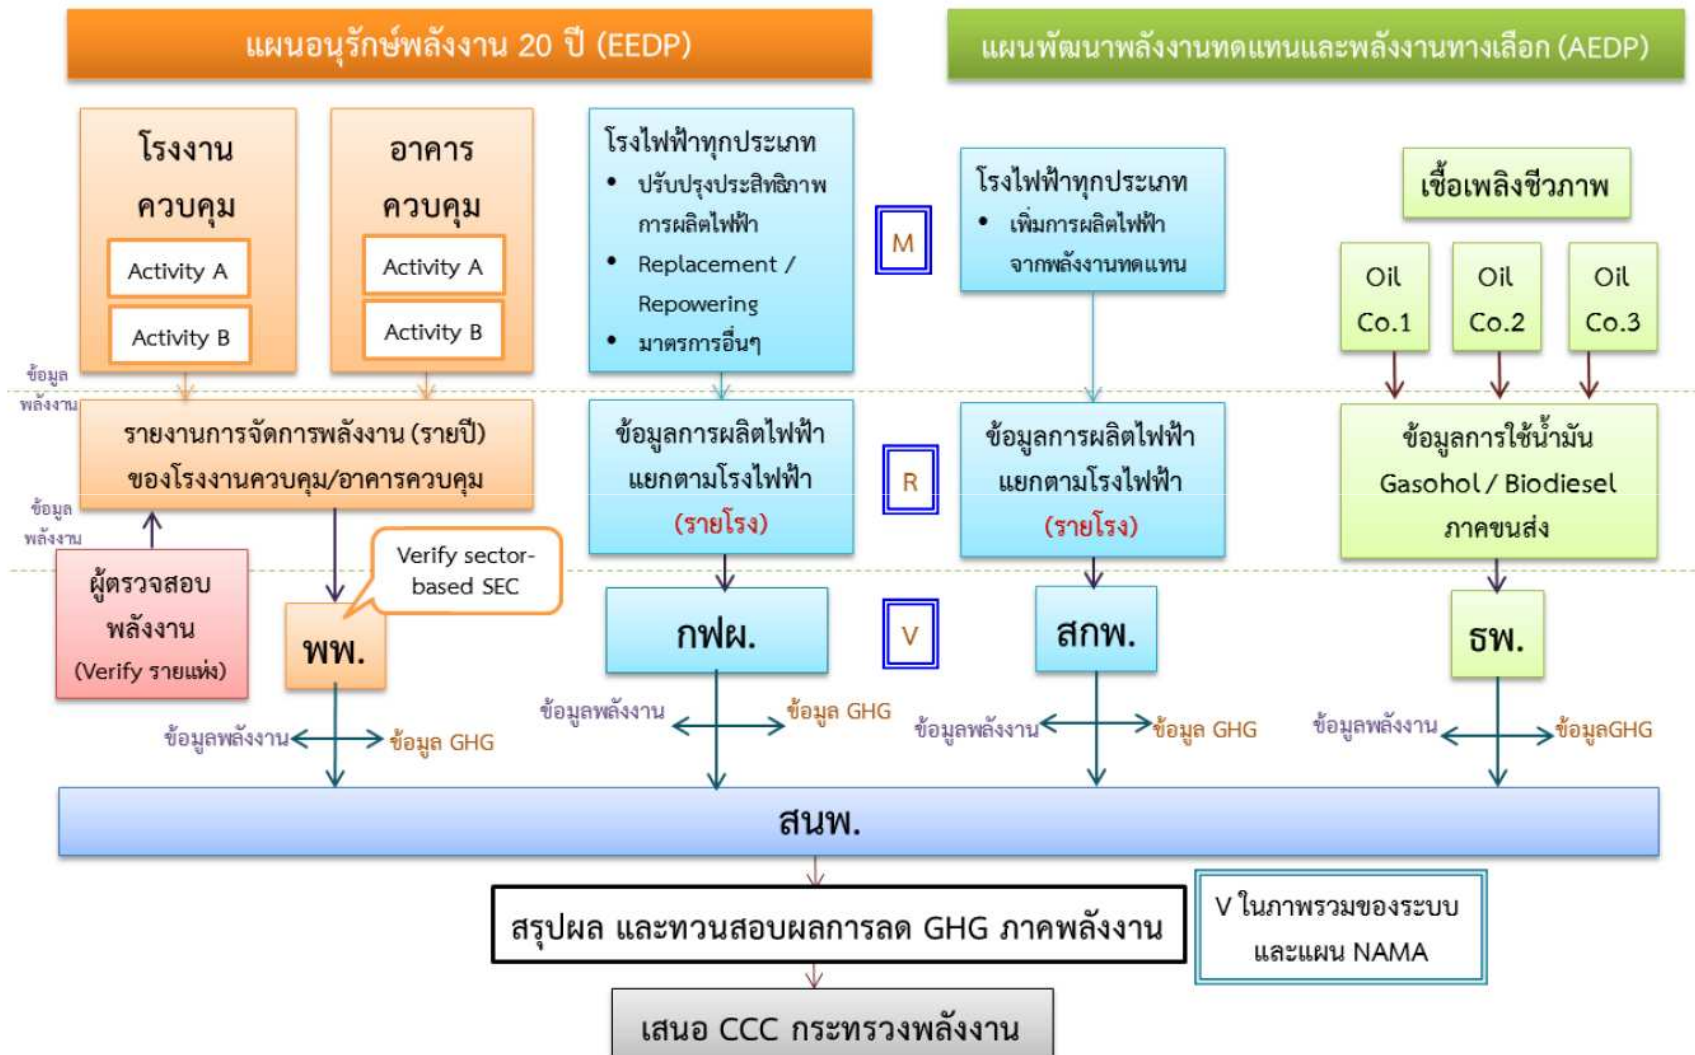 แผนอนุรักษ์พลังงาน 20 ปี (EEDP)
แผนพัฒนาพลังงานทดแทนและพลังงานทางเลือก (AEDP)
โรงงาน
ควบคุม
Activity A
Activity B
อาคาร
ควบคุม
Activity A
Activity B
โรงไฟฟ้าทุกประเภท
• ปรับปรุงประสิทธิภาพ
การผลิตไฟฟ้า
• Replacement /
Repowering
• มาตรการอื่นๆ
M
โรงไฟฟ้าทุกประเภท
• เพิ่มการผลิตไฟฟ้า
จากพลังงานทดแทน
เชื้อเพลิงชีวภาพ
Oil
Co.1
Oil
Co.2
Oil
Co.3
ข้อมูล
พลังงาน
รายงานการจัดการพลังงาน (รายปี)
ของโรงงานควบคุม/อาคารควบคุม
ข้อมูลการผลิตไฟฟ้า
แยกตามโรงไฟฟ้า
(รายโรง)
R
ข้อมูลการผลิตไฟฟ้า
แยกตามโรงไฟฟ้า
(รายโรง)
ข้อมูลการใช้น้ำมัน
Gasohol / Biodiesel
ภาคขนส่ง
ข้อมูล
พลังงาน
ผู้ตรวจสอบ
พลังงาน
(Verify รายแห่ง)
Verify sector-
based SEC
พพ.
กฟผ.
V
สกพ.
ธพ.
ข้อมูลพลังงาน
ข้อมูล GHG
ข้อมูลพลังงาน
ข้อมูล GHG
ข้อมูลพลังงาน
ข้อมูล GHG
ข้อมูลพลังงาน
ข้อมูลGHG
สนพ.
สรุปผล และทวนสอบผลการลด GHG ภาคพลังงาน
V ในภาพรวมของระบบ
และแผน NAMA
เสนอ CCC กระทรวงพลังงาน